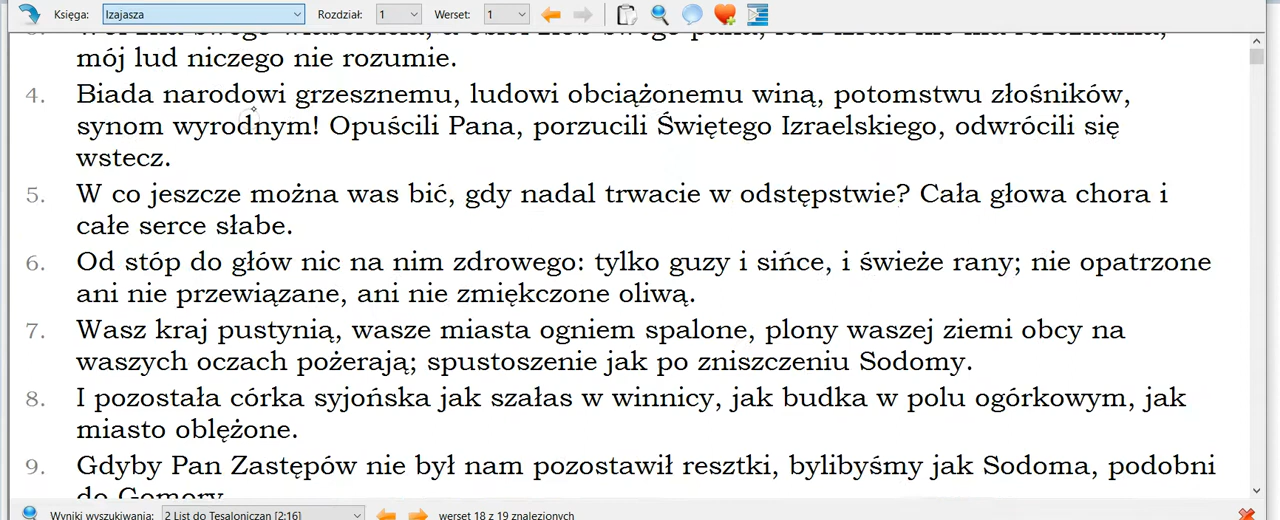 Księga: Izajasza Rozdział: 1 Werset: 1
mój lud niczego nie rozumie.
4. Biada narodowi grzesznemu, ludowi obciążonemu winą, potomstwu złośników,
synom wyrodnym! Opuścili Pana, porzucili Świętego Izraelskiego, odwrócili się
wstecz.
5. W co jeszcze można was bić, gdy nadal trwacie w odstępstwie? Cała głowa chora i
całe serce słabe.
6. Od stóp do głów nic na nim zdrowego: tylko guzy i sińce, i świeże rany; nie opatrzone
ani nie przewiązane, ani nie zmiękczone oliwą.
7. Wasz kraj pustynią, wasze miasta ogniem spalone, plony waszej ziemi obcy na
waszych oczach pożerają; spustoszenie jak po zniszczeniu Sodomy.
8. I pozostała córka syjońska jak szałas w winnicy, jak budka w polu ogórkowym, jak
miasto oblężone.
9. Gdyby Pan Zastępów nie był nam pozostawił resztki, bylibyśmy jak Sodoma, podobni
do Gomory
Wyniki wyszukiwania: 2 List do Tesaloniczan [2:16] werset 18 z 19 znalezionych